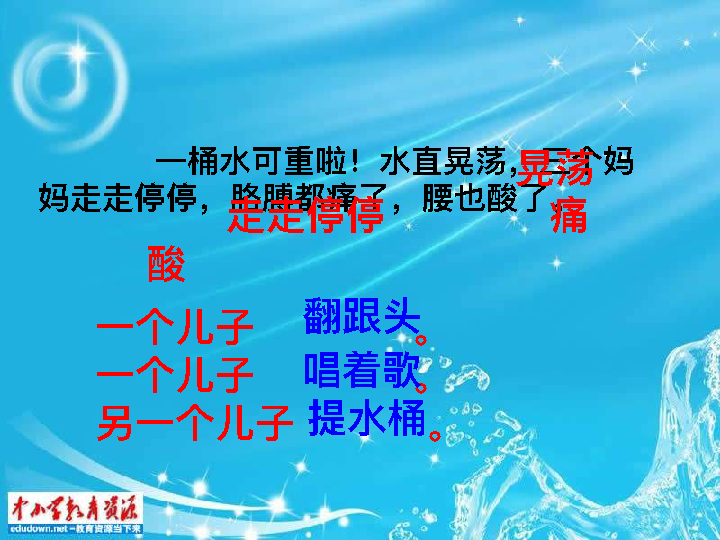 一桶水可重啦！水直晃荡，三个妈
妈走走停停，胳膊都痛了，腰也酸了。
晃荡
走走停停
痛
酸
一个儿子 翻跟头。
一个儿子 唱着歌。
另一个儿子 提水桶。
中小学教育资源
edudown.net-教育资源当下来